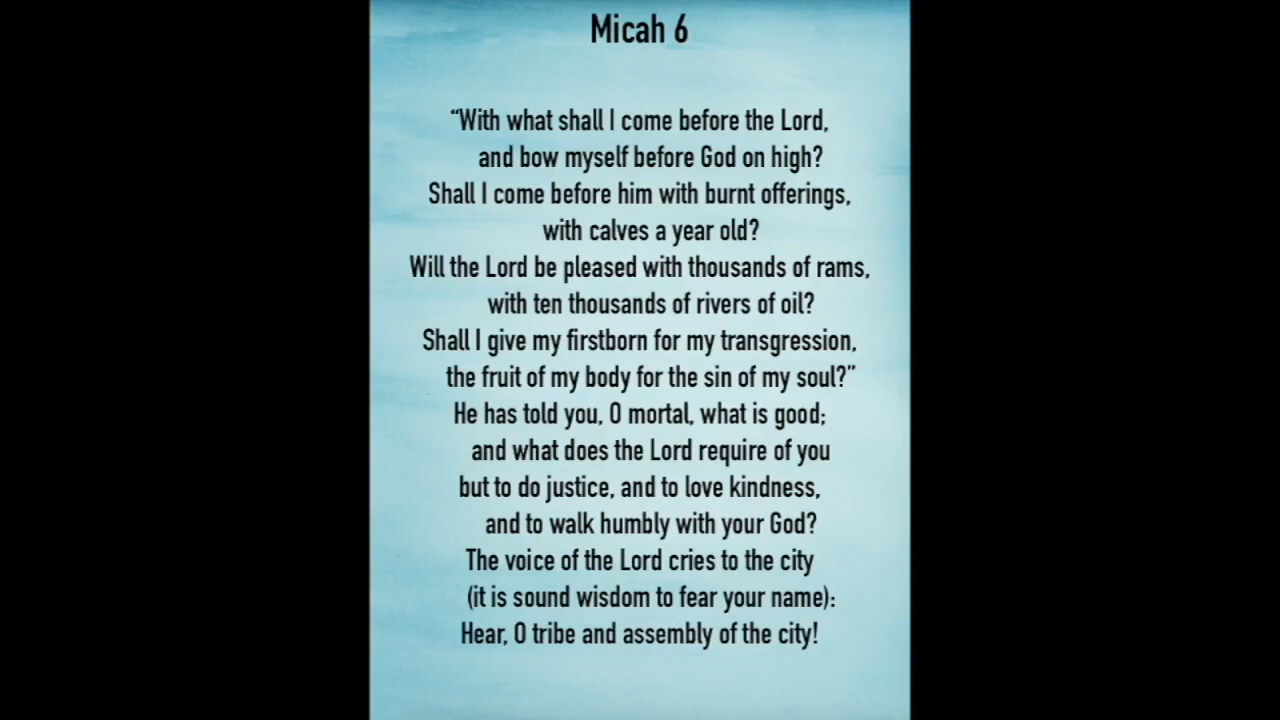 Micah 6
“With what shall I come before the Lord,
and bow myself before God on high?
Shall I come before him with burnt offerings,
with calves a year old?
Will the Lord be pleased with thousands of rams,
with ten thousands of rivers of oil?
Shall I give my firstborn for my transgression,
the fruit of my body for the sin of my soul?”
He has told you, O mortal, what is good;
and what does the Lord require of you
but to do justice, and to love kindness,
and to walk humbly with your God?
The voice of the Lord cries to the city
(it is sound wisdom to fear your name):
Hear, O tribe and assembly of the city!